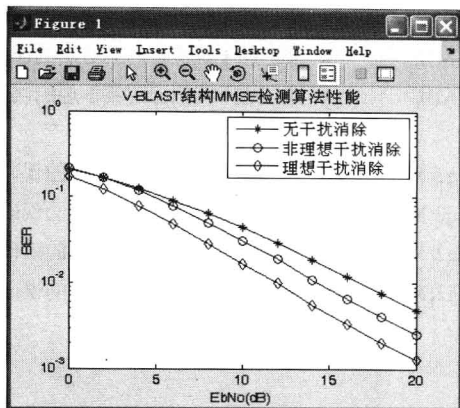 Figure 1
File Edit View Insert Tools Desktop Window Help
V-BLAST结构MMSE检测算法性能
无干扰消除
非理想干扰消除
理想干扰消除
10^0
10^-1
10^-2
10^-3
BER
0 5 10 15 20
EbNo(dB)